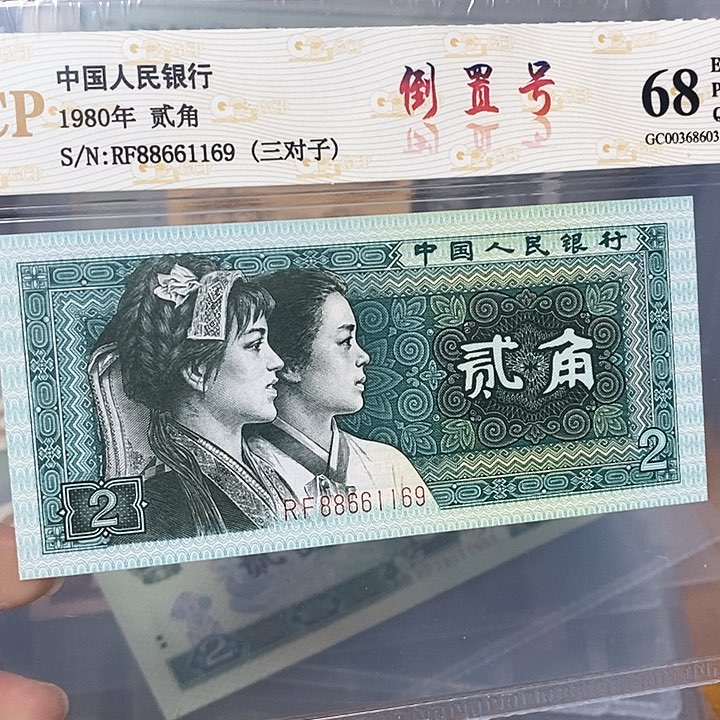 CP
中国人民银行
1980年 贰角
S/N:RF88661169 (三对子)
倒置号
68
E
P
Q
GC00368603
中国人民银行
贰角
2
2
RF88661169